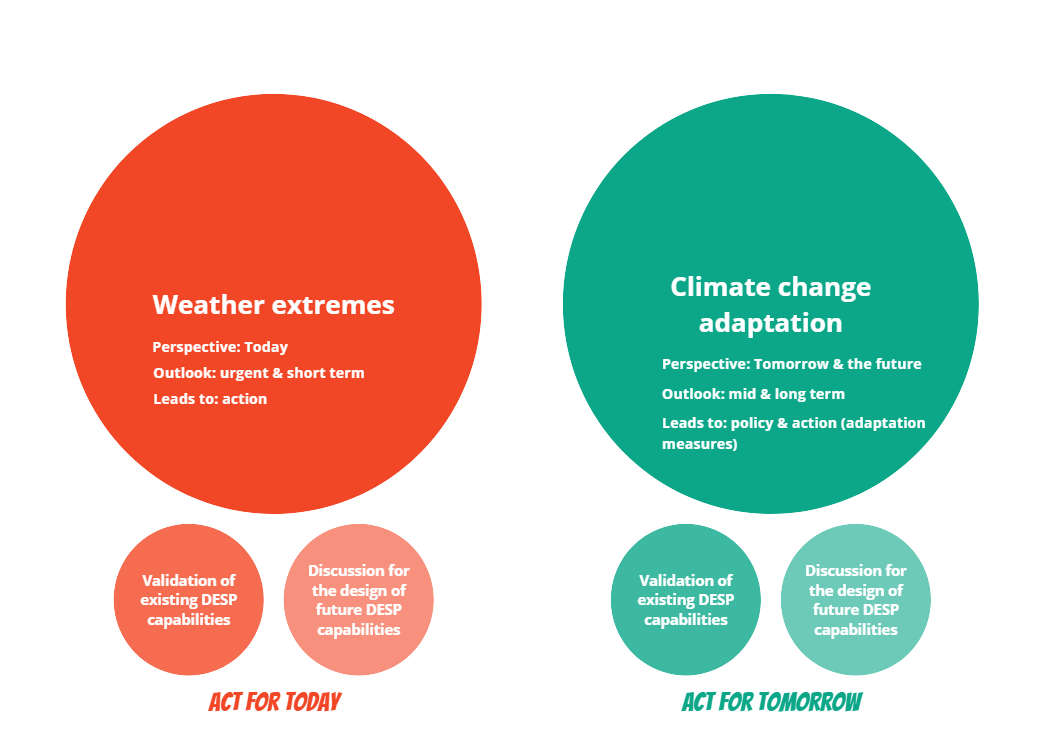 Weather extremes
Perspective: Today
Outlook: urgent & short term
Leads to: action
Climate change
adaptation
Perspective: Tomorrow & the future
Outlook: mid & long term
Leads to: policy & action (adaptation
measures)
Validation of
existing DESP
capabilities
Discussion for
the design of
future DESP
capabilities
Validation of
existing DESP
capabilities
Discussion for
the design of
future DESP
capabilities
ACT FOR TODAY
ACT FOR TOMORROW